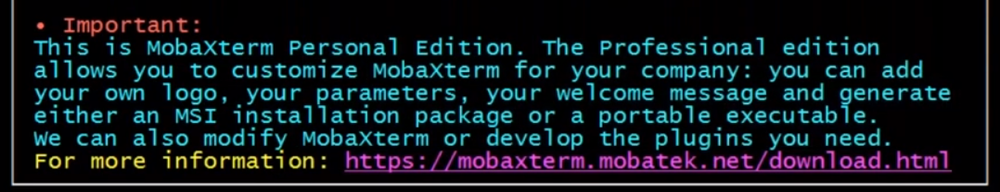 • Important:
This is MobaXterm Personal Edition. The Professional edition
allows you to customize MobaXterm for your company: you can add
your own logo, your parameters, your welcome message and generate
either an MSI installation package or a portable executable.
We can also modify MobaXterm or develop the plugins you need.
For more information: https://mobaxterm.mobatek.net/download.html